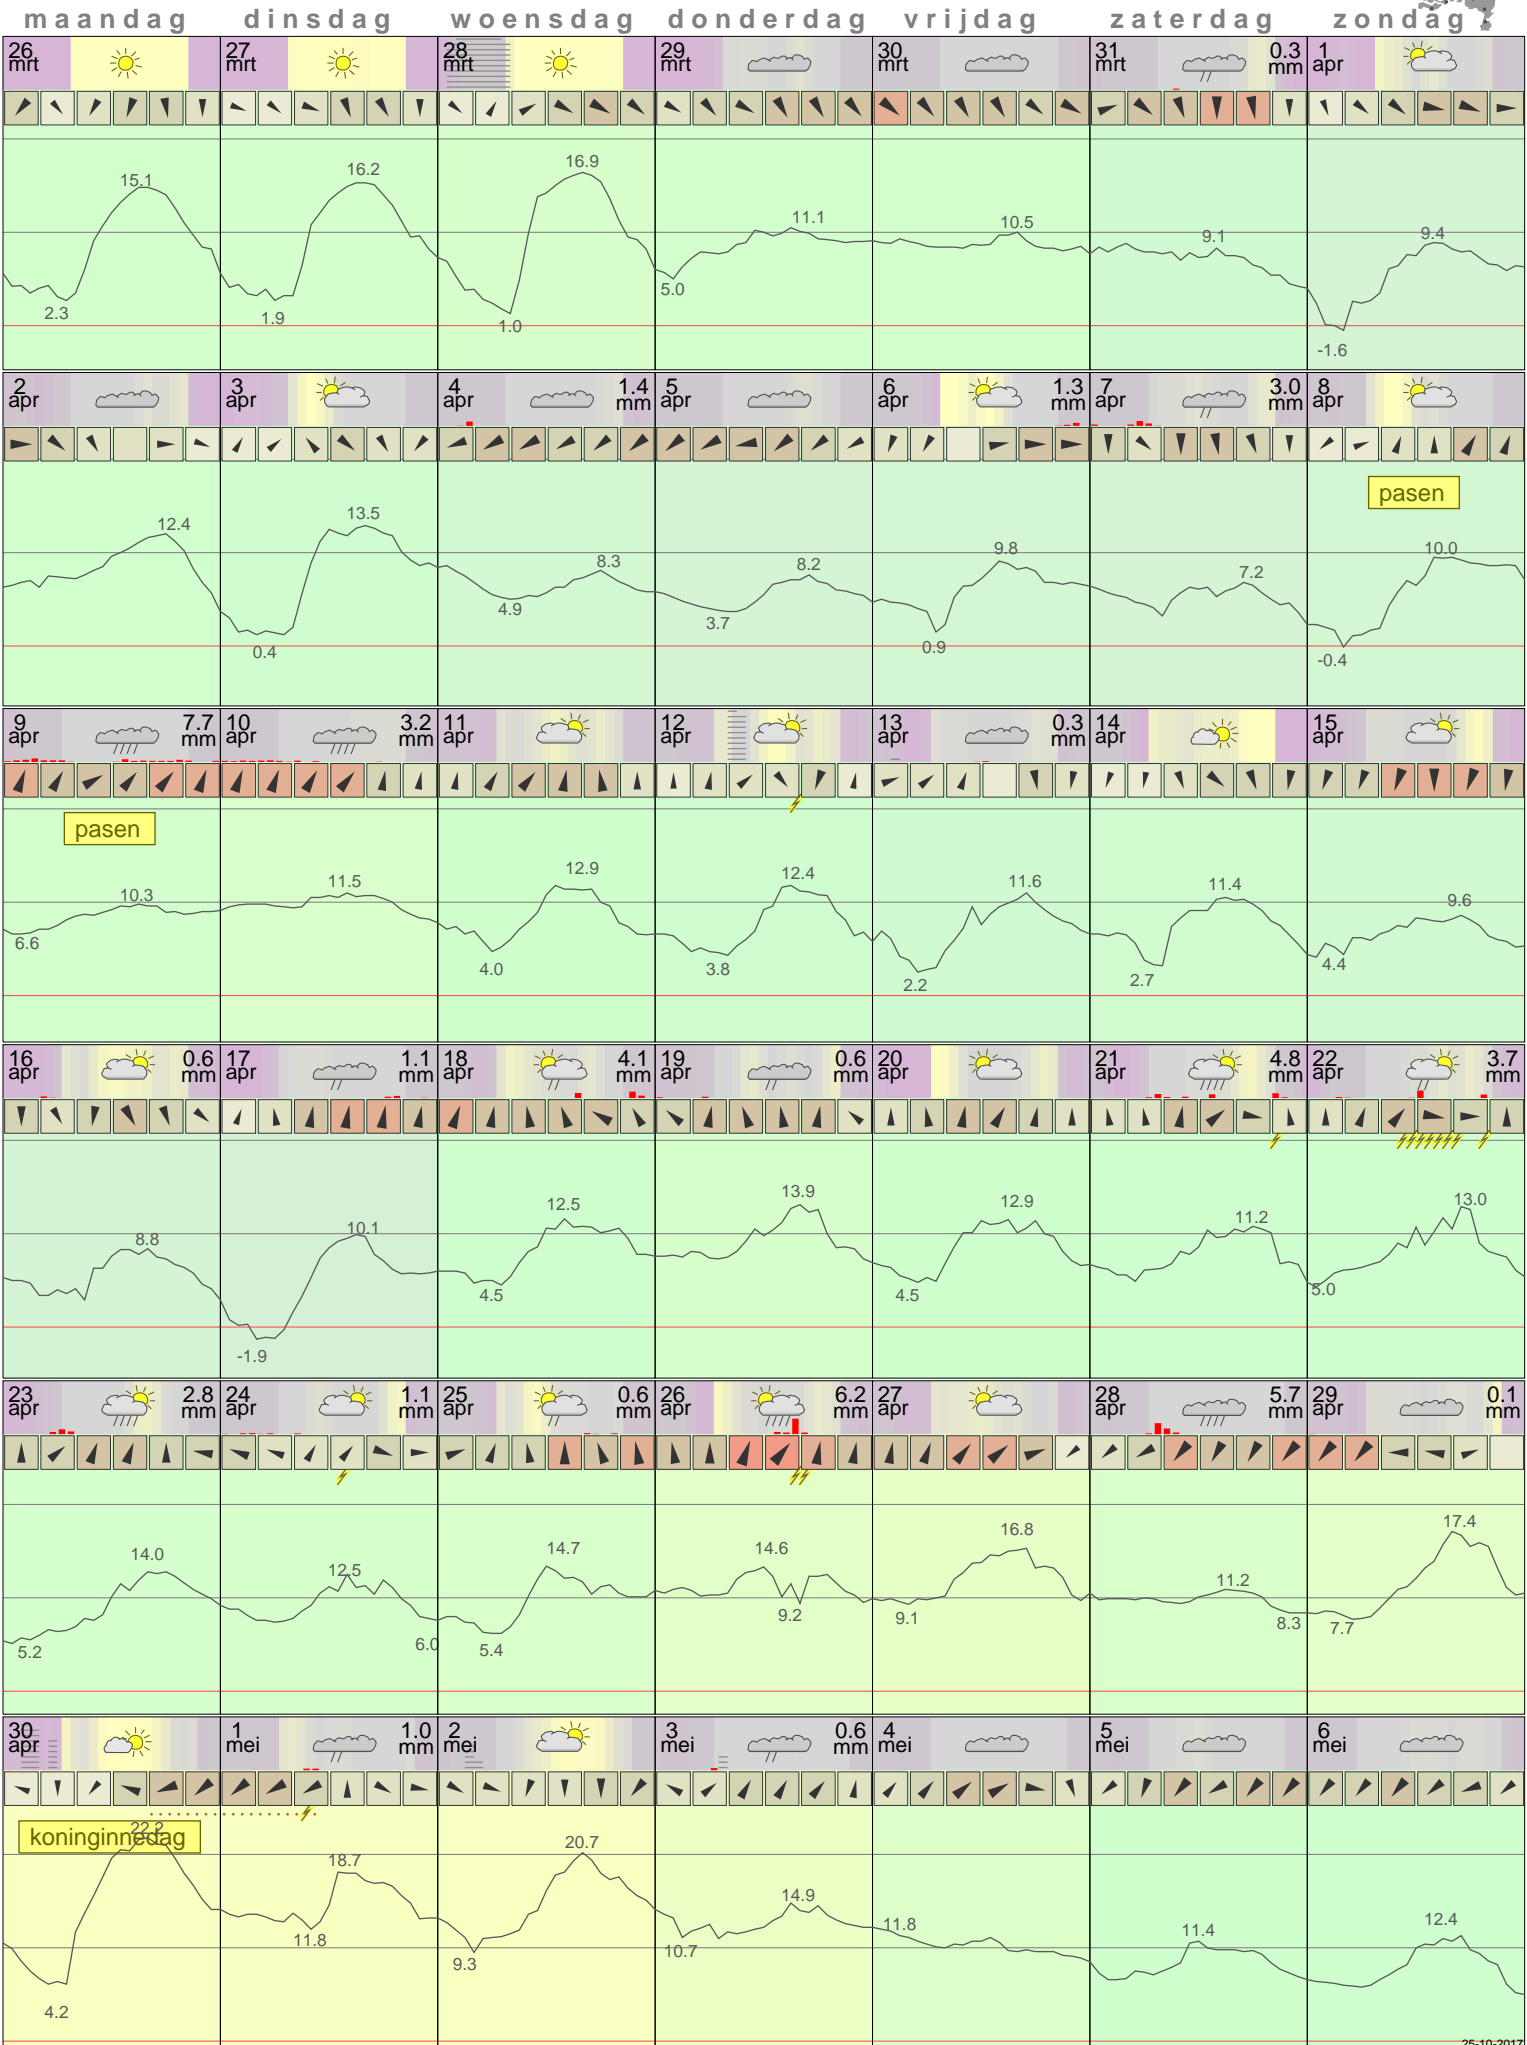 maandag dinsdag woensdag donderdag vrijdag zaterdag zondag
26 mrt 27 mrt 28 mrt 29 mrt 30 mrt 31 mrt 0.3 mm 1 apr
15.1 16.2 16.9 11.1 10.5 9.1 9.4
2.3 1.9 1.0 5.0 -1.6
2 apr 3 apr 4 apr 1.4 mm 5 apr 6 apr 1.3 mm 7 apr 3.0 mm 8 apr
pasen
12.4 13.5 8.3 8.2 9.8 7.2 10.0
0.4 4.9 3.7 0.9 -0.4
9 apr 7.7 mm 10 apr 3.2 mm 11 apr 12 apr 13 apr 0.3 mm 14 apr 15 apr
pasen
10.3 11.5 12.9 12.4 11.6 11.4 9.6
6.6 4.0 3.8 2.2 2.7 4.4
16 apr 0.6 mm 17 apr 1.1 mm 18 apr 4.1 mm 19 apr 0.6 mm 20 apr 21 apr 4.8 mm 22 apr 3.7 mm
8.8 10.1 12.5 13.9 12.9 11.2 13.0
-1.9 4.5 4.5 5.0
23 apr 2.8 mm 24 apr 1.1 mm 25 apr 0.6 mm 26 apr 6.2 mm 27 apr 28 apr 5.7 mm 29 apr 0.1 mm
14.0 12.5 14.7 14.6 16.8 11.2 17.4
5.2 6.0 5.4 9.2 9.1 8.3 7.7
30 apr 1 mei 1.0 mm 2 mei 3 mei 0.6 mm 4 mei 5 mei 6 mei
koninginnedag
22.2 18.7 20.7 14.9 11.8 11.4 12.4
4.2 11.8 9.3 10.7
25-10-2017